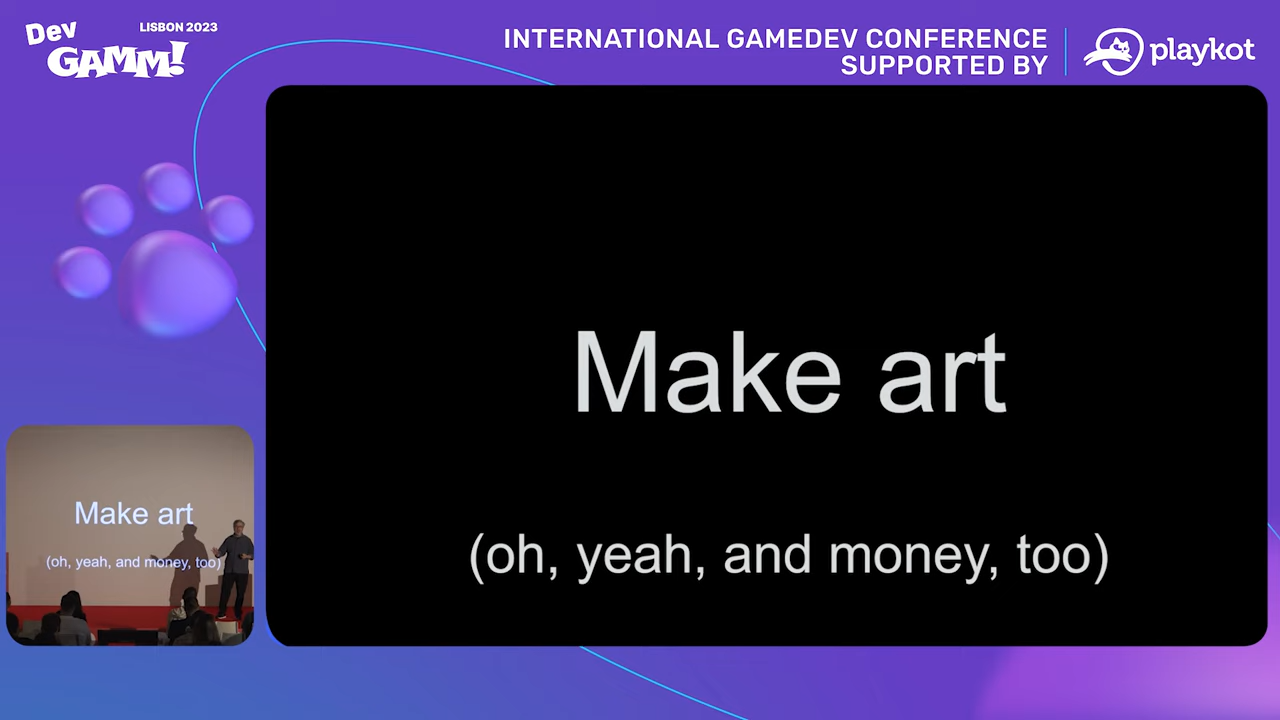 Dev
GAMM!
LISBON 2023
INTERNATIONAL GAMEDEV CONFERENCE
SUPPORTED BY
playkot
Make art
(oh, yeah, and money, too)
Make art
(oh, yeah, and money, too)